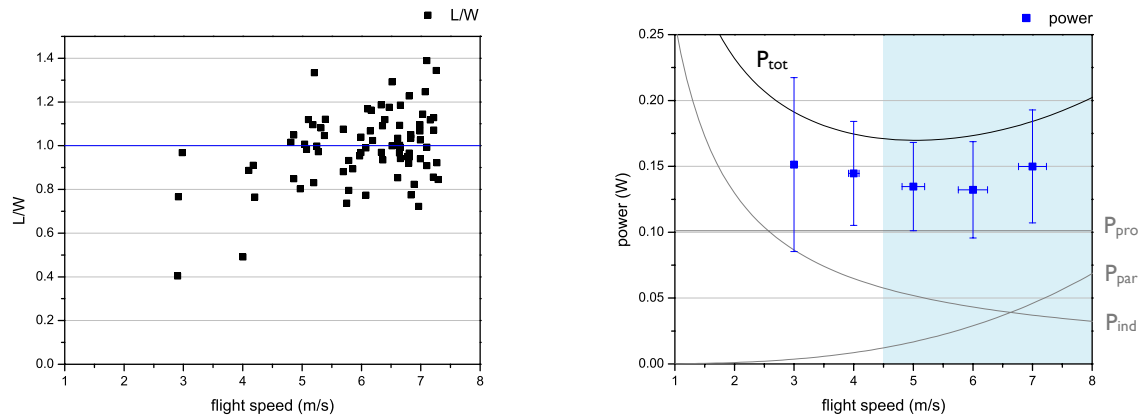 L/W
1.4
1.2
1.0
0.8
0.6
0.4
0.2
0.0
L/W
1 2 3 4 5 6 7 8
flight speed (m/s)
power
0.25
0.20
0.15
0.10
0.05
0.00
power (W)
Ptot
Ppro
Ppar
Pind
1 2 3 4 5 6 7 8
flight speed (m/s)